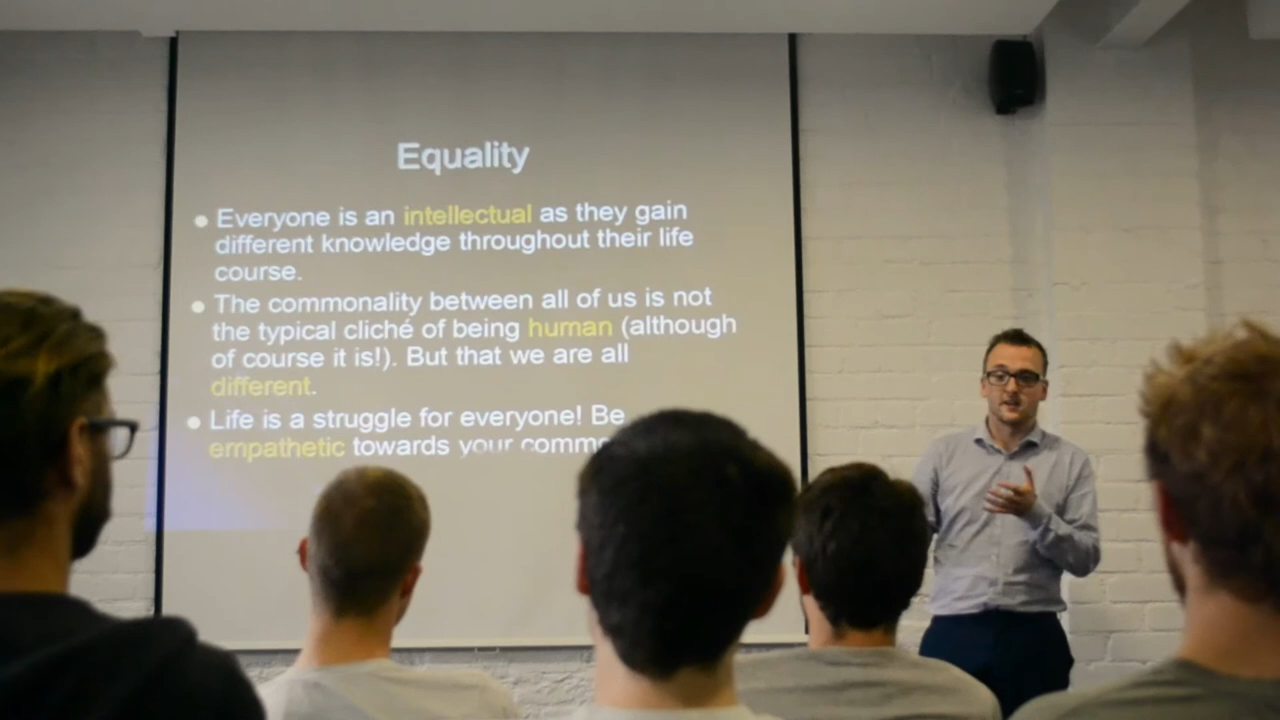 Equality
• Everyone is an intellectual as they gain
different knowledge throughout their life
course.
• The commonality between all of us is not
the typical cliché of being human (although
of course it is!). But that we are all
different.
• Life is a struggle for everyone! Be
empathetic towards your